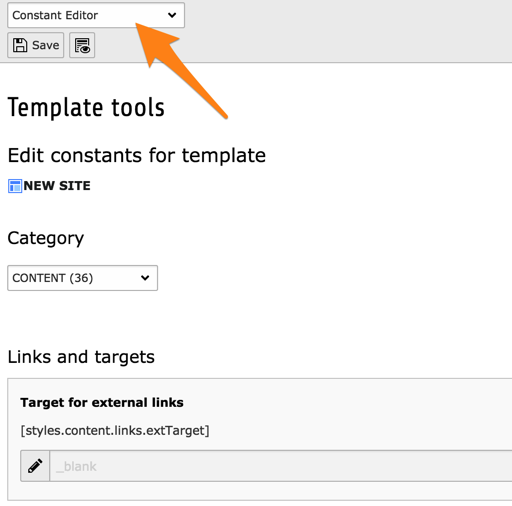 Constant Editor
Save
Template tools
Edit constants for template
NEW SITE
Category
CONTENT (36)
Links and targets
Target for external links
[styles.content.links.extTarget]
_blank